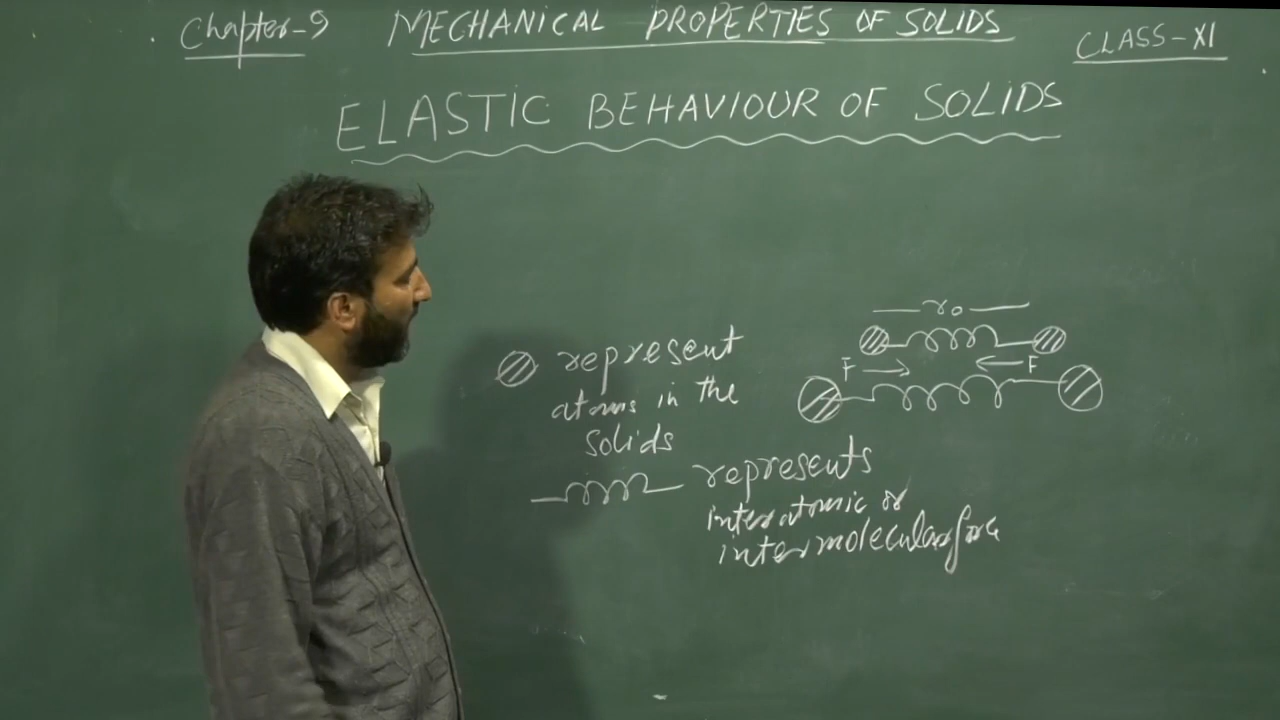 Chapter-9 MECHANICAL PROPERTIES OF SOLIDS CLASS-XI
ELASTIC BEHAVIOUR OF SOLIDS
r₀
F F
represent
atoms in the
solids
represents
interatomic or
intermolecular force